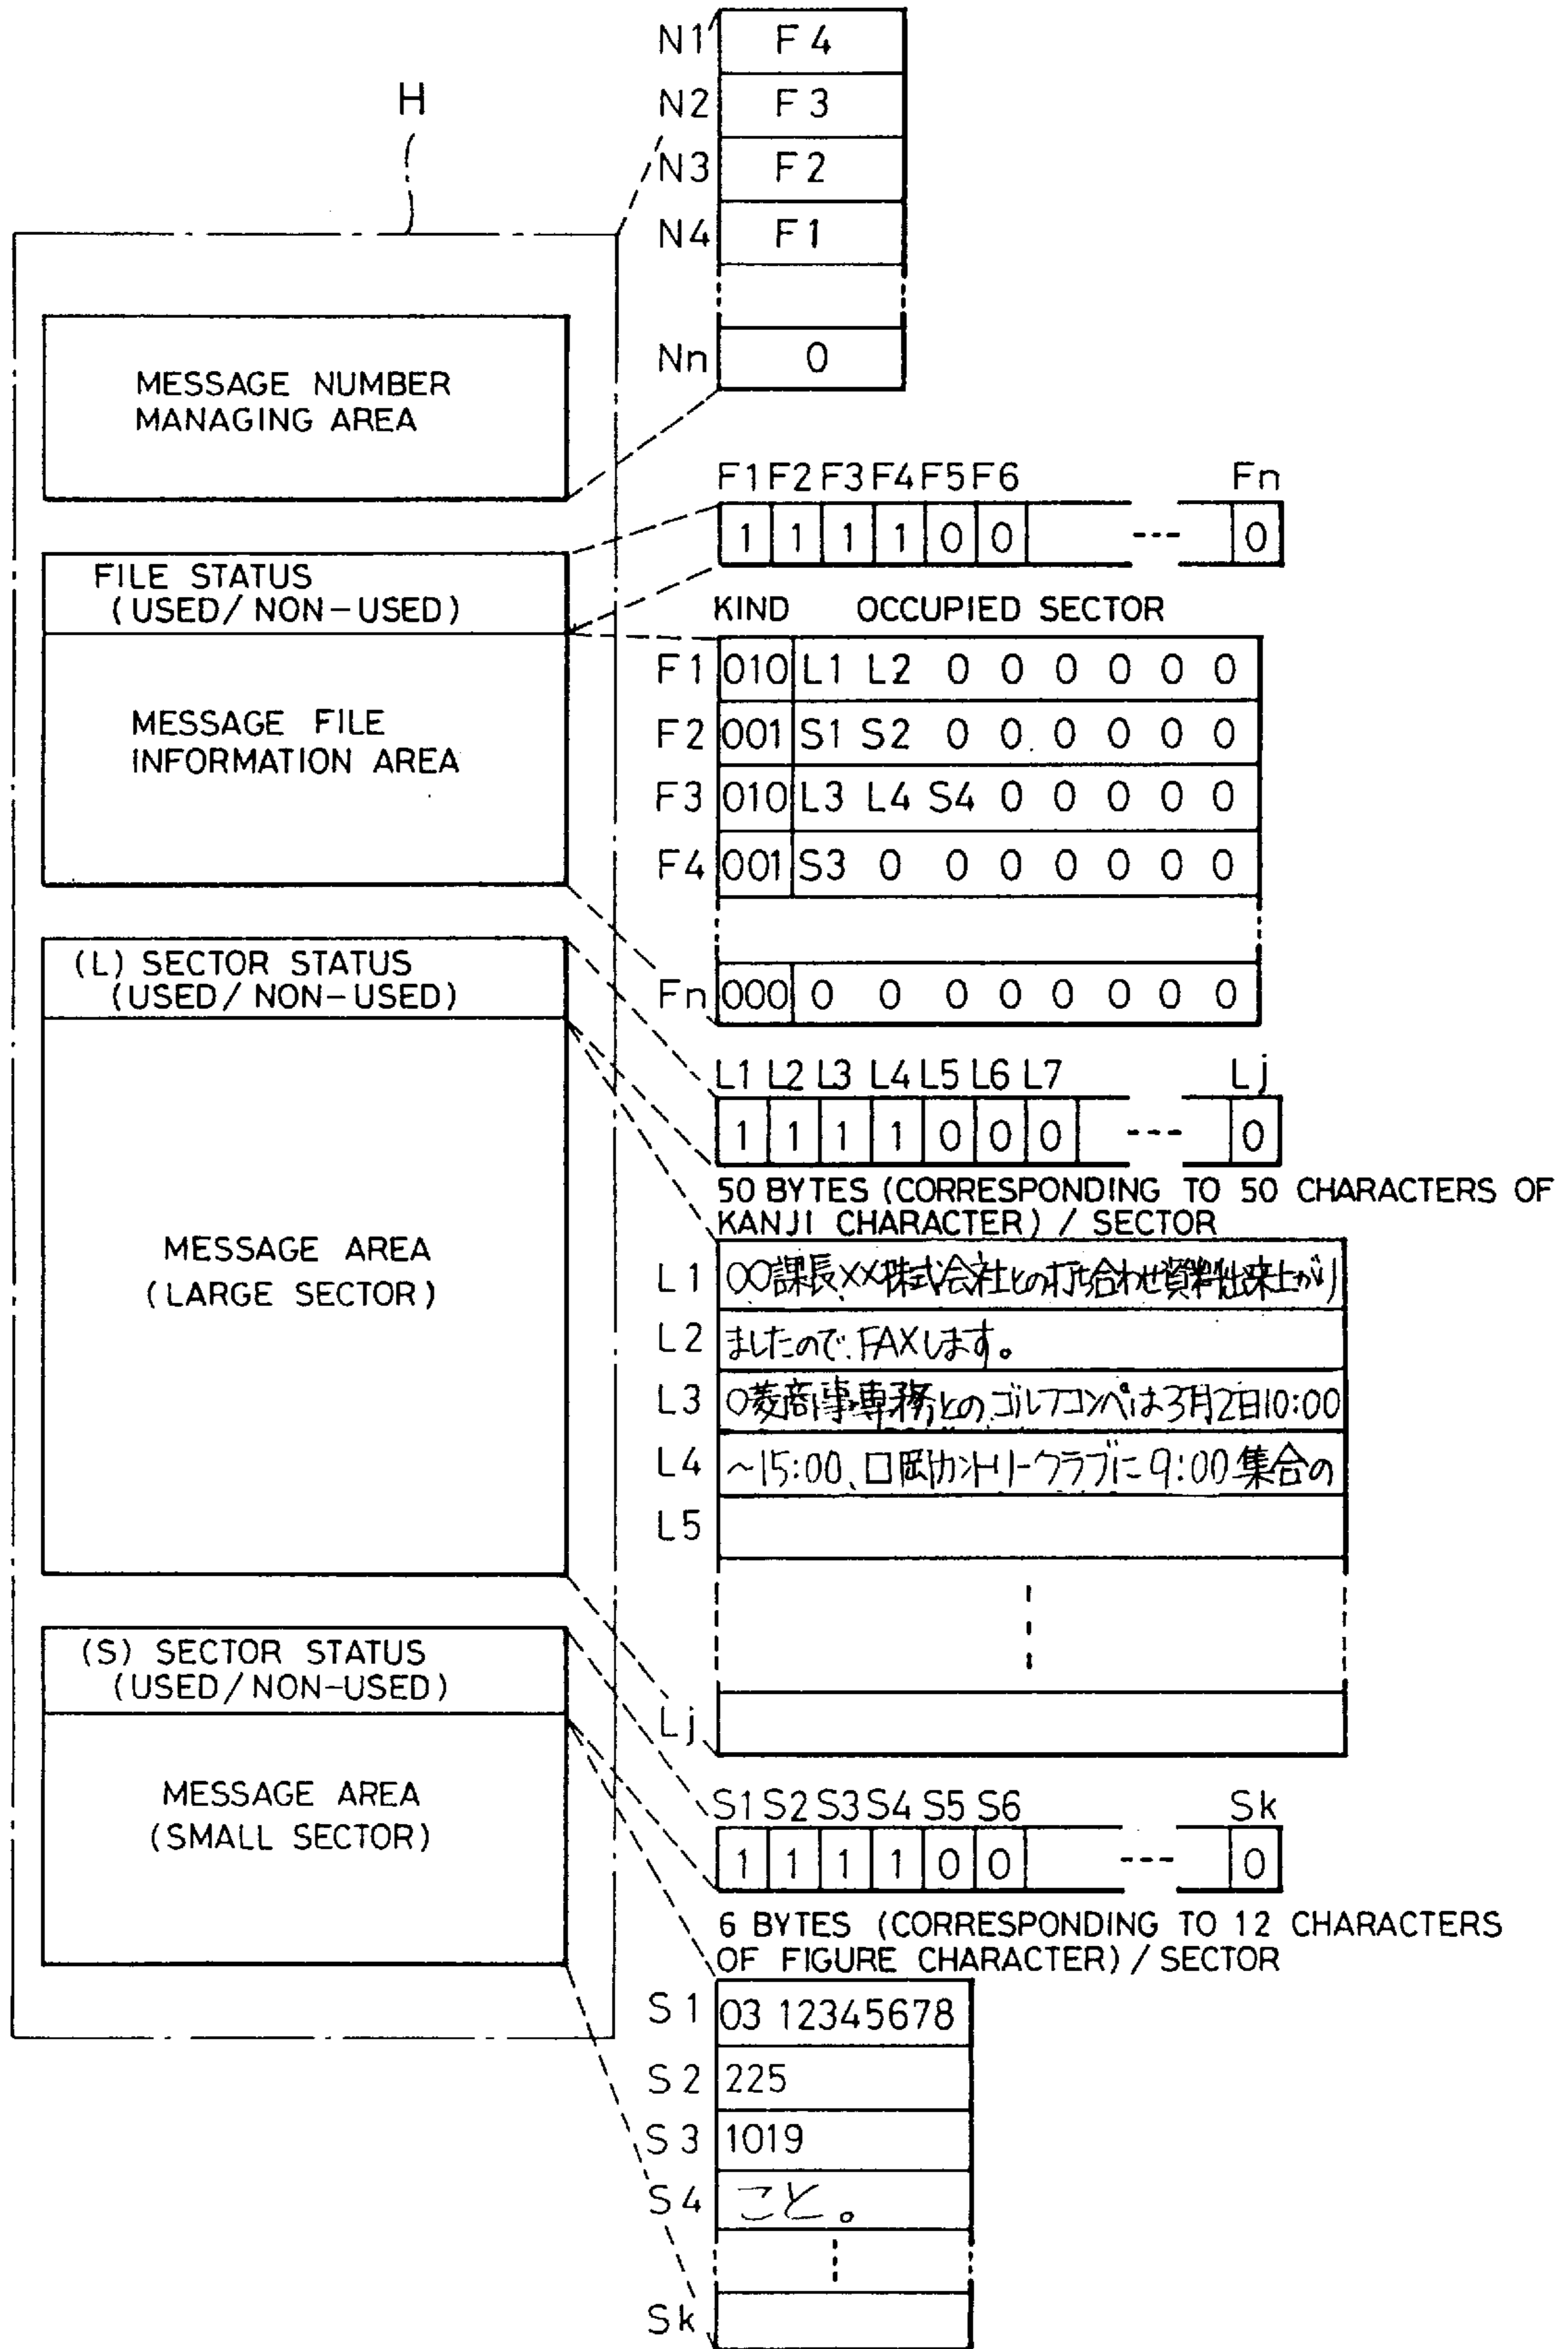 H
N1 F4
N2 F3
N3 F2
N4 F1
Nn 0
MESSAGE NUMBER
MANAGING AREA
F1 F2 F3 F4 F5 F6 Fn
1 1 1 1 0 0 --- 0
FILE STATUS
(USED/NON-USED)
MESSAGE FILE
INFORMATION AREA
KIND OCCUPIED SECTOR
F1 010 L1 L2 0 0 0 0 0 0
F2 001 S1 S2 0 0 0 0 0 0
F3 010 L3 L4 S4 0 0 0 0 0
F4 001 S3 0 0 0 0 0 0 0
Fn 000 0 0 0 0 0 0 0 0
(L) SECTOR STATUS
(USED/NON-USED)
MESSAGE AREA
(LARGE SECTOR)
L1 L2 L3 L4 L5 L6 L7 Lj
1 1 1 1 0 0 0 --- 0
50 BYTES (CORRESPONDING TO 50 CHARACTERS OF
KANJI CHARACTER) / SECTOR
L1 〇〇課長××株式会社との打ち合わせ資料出来上がり
L2 ましたので、FAXします。
L3 〇菱商事専務とのゴルフコンペは3月2日10:00
L4 〜15:00、口岡カントリークラブに9:00集合の
L5
Lj
(S) SECTOR STATUS
(USED/NON-USED)
MESSAGE AREA
(SMALL SECTOR)
S1 S2 S3 S4 S5 S6 Sk
1 1 1 1 0 0 --- 0
6 BYTES (CORRESPONDING TO 12 CHARACTERS
OF FIGURE CHARACTER) / SECTOR
S1 03 12345678
S2 225
S3 1019
S4 こと。
Sk